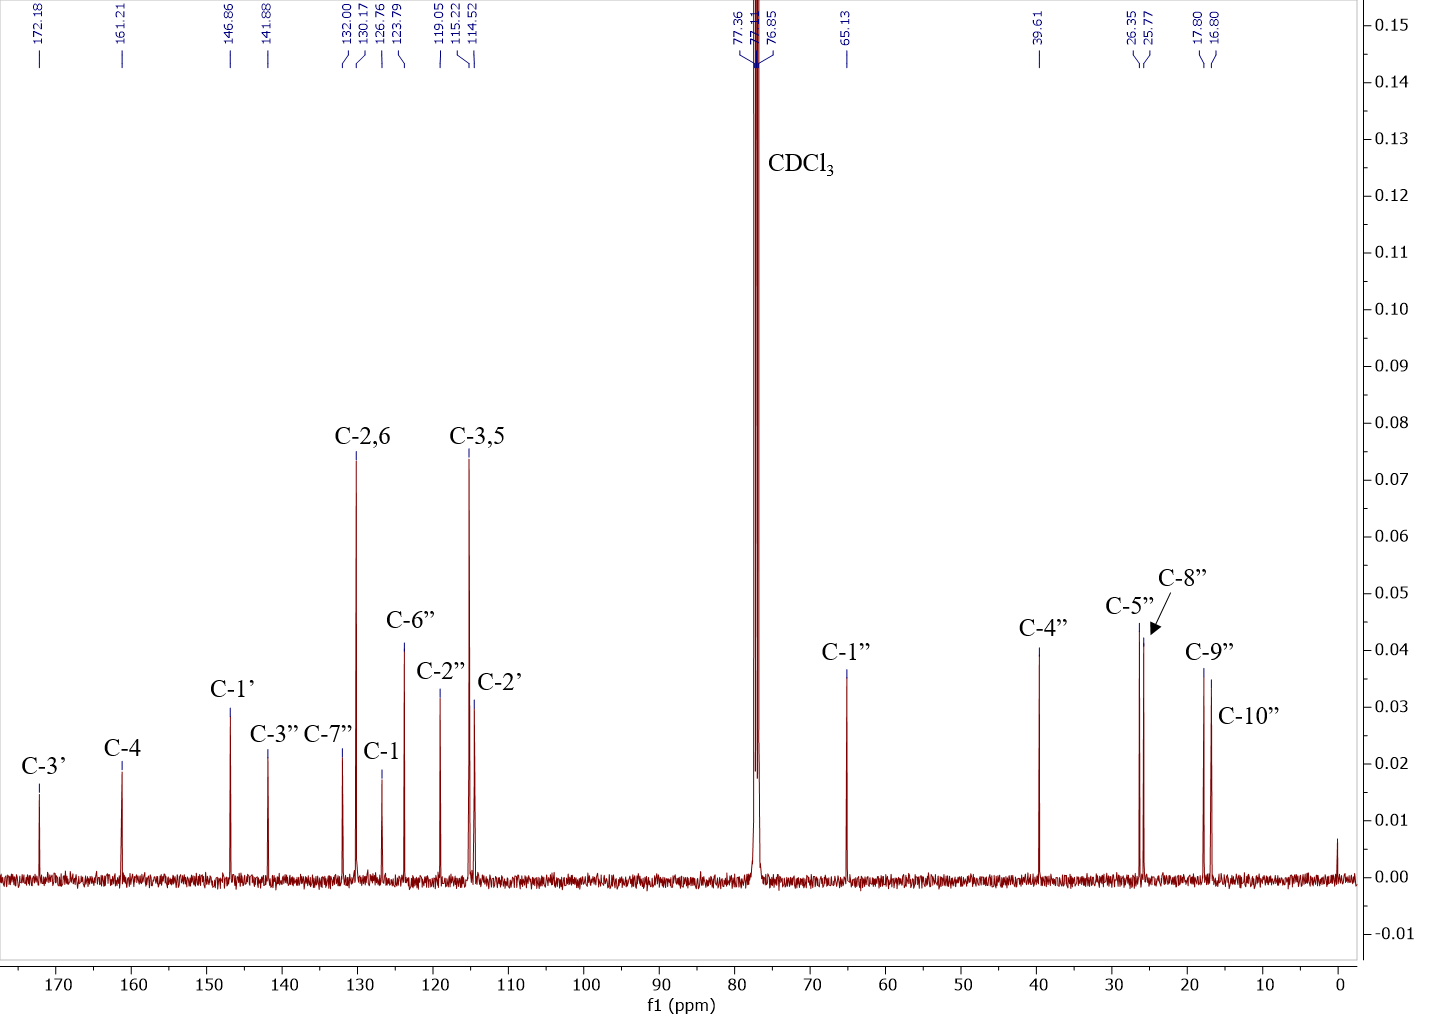 172.18
161.21
146.86
141.88
132.00
130.17
126.76
123.79
119.05
115.22
114.52
77.36
77.11
76.85
65.13
39.61
26.35
25.77
17.80
16.80
0.15
0.14
0.13
CDCl₃
0.12
0.11
0.10
0.09
0.08
C-2,6
C-3,5
0.07
0.06
C-8”
0.05
C-5”
C-6”
C-4”
0.04
C-1”
C-9”
C-2”
C-2’
C-1’
0.03
C-10”
C-3”
C-7”
C-4
C-1
C-3’
0.02
0.01
0.00
-0.01
170 160 150 140 130 120 110 100 90 80 70 60 50 40 30 20 10 0
f1 (ppm)